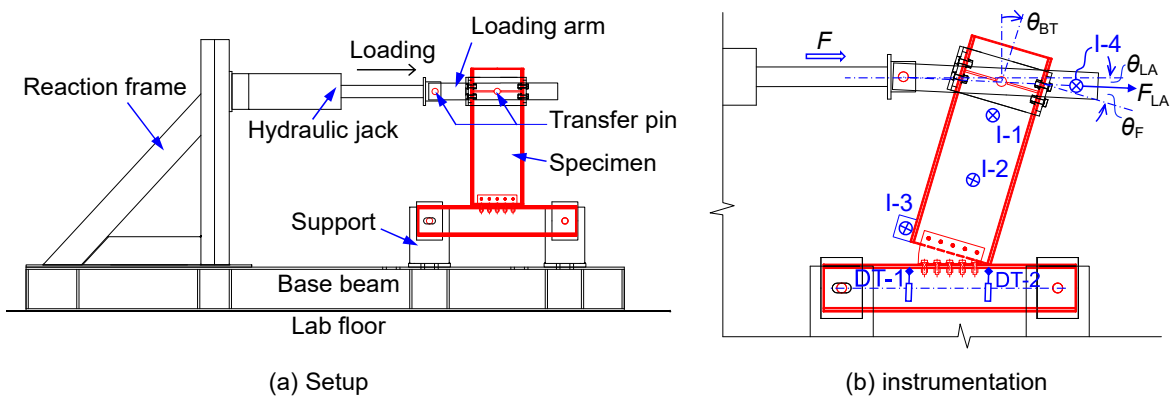 Loading arm
Loading
Reaction frame
Hydraulic jack
Transfer pin
Specimen
Support
Base beam
Lab floor
(a) Setup
F
θBT
I-4
θLA
FLA
θF
I-1
I-2
I-3
DT-1
DT-2
(b) instrumentation